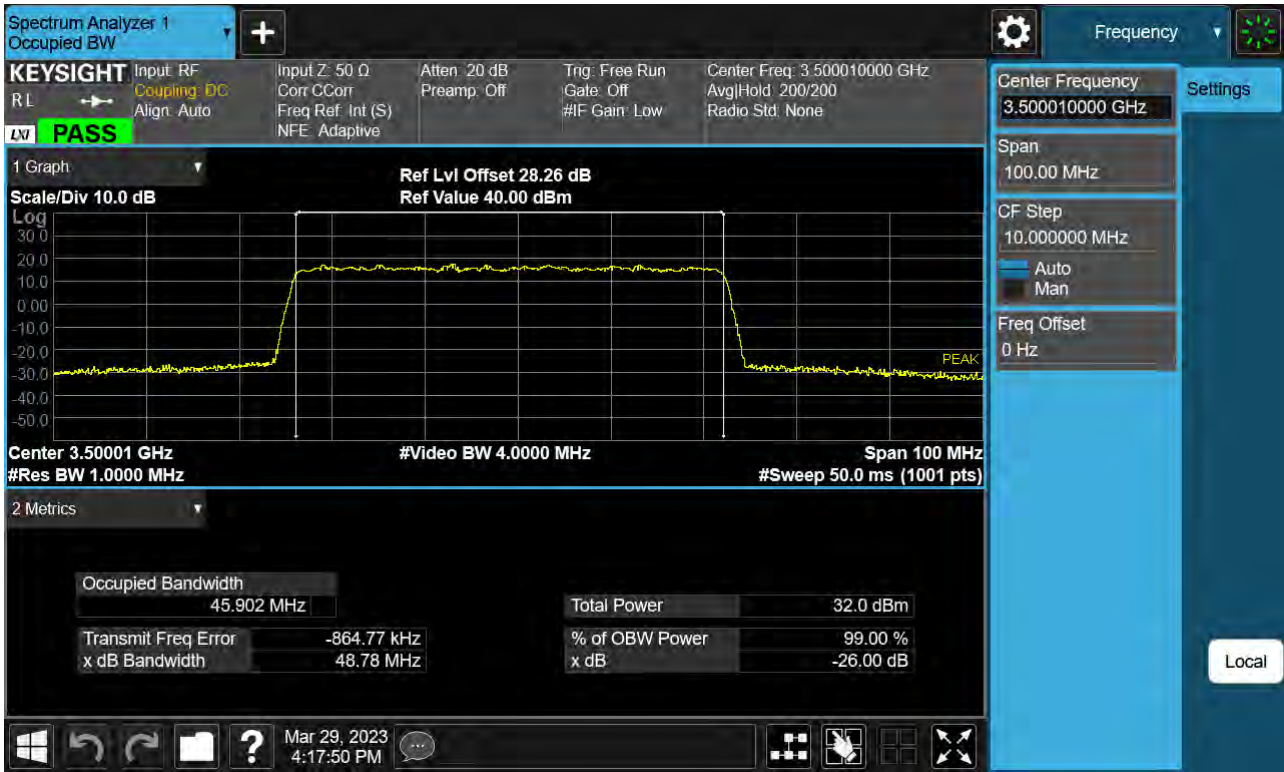 Spectrum Analyzer 1
Occupied BW
Frequency
KEYSIGHT
RL
LXI PASS
Input: RF
Coupling: DC
Align: Auto
Input Z: 50 Ω
Corr CCorr
Freq Ref: Int (S)
NFE: Adaptive
Atten: 20 dB
Preamp: Off
Trig: Free Run
Gate: Off
#IF Gain: Low
Center Freq: 3.500010000 GHz
Avg|Hold: 200/200
Radio Std: None
Center Frequency
3.500010000 GHz
Settings
Span
100.00 MHz
CF Step
10.000000 MHz
Auto
Man
Freq Offset
0 Hz
Local
1 Graph
Scale/Div 10.0 dB
Ref Lvl Offset 28.26 dB
Ref Value 40.00 dBm
Log
30.0
20.0
10.0
0.00
-10.0
-20.0
-30.0
-40.0
-50.0
PEAK
Center 3.50001 GHz
#Video BW 4.0000 MHz
Span 100 MHz
#Res BW 1.0000 MHz
#Sweep 50.0 ms (1001 pts)
2 Metrics
Occupied Bandwidth
45.902 MHz
Total Power 32.0 dBm
Transmit Freq Error -864.77 kHz
% of OBW Power 99.00 %
x dB Bandwidth 48.78 MHz
x dB -26.00 dB
Mar 29, 2023
4:17:50 PM